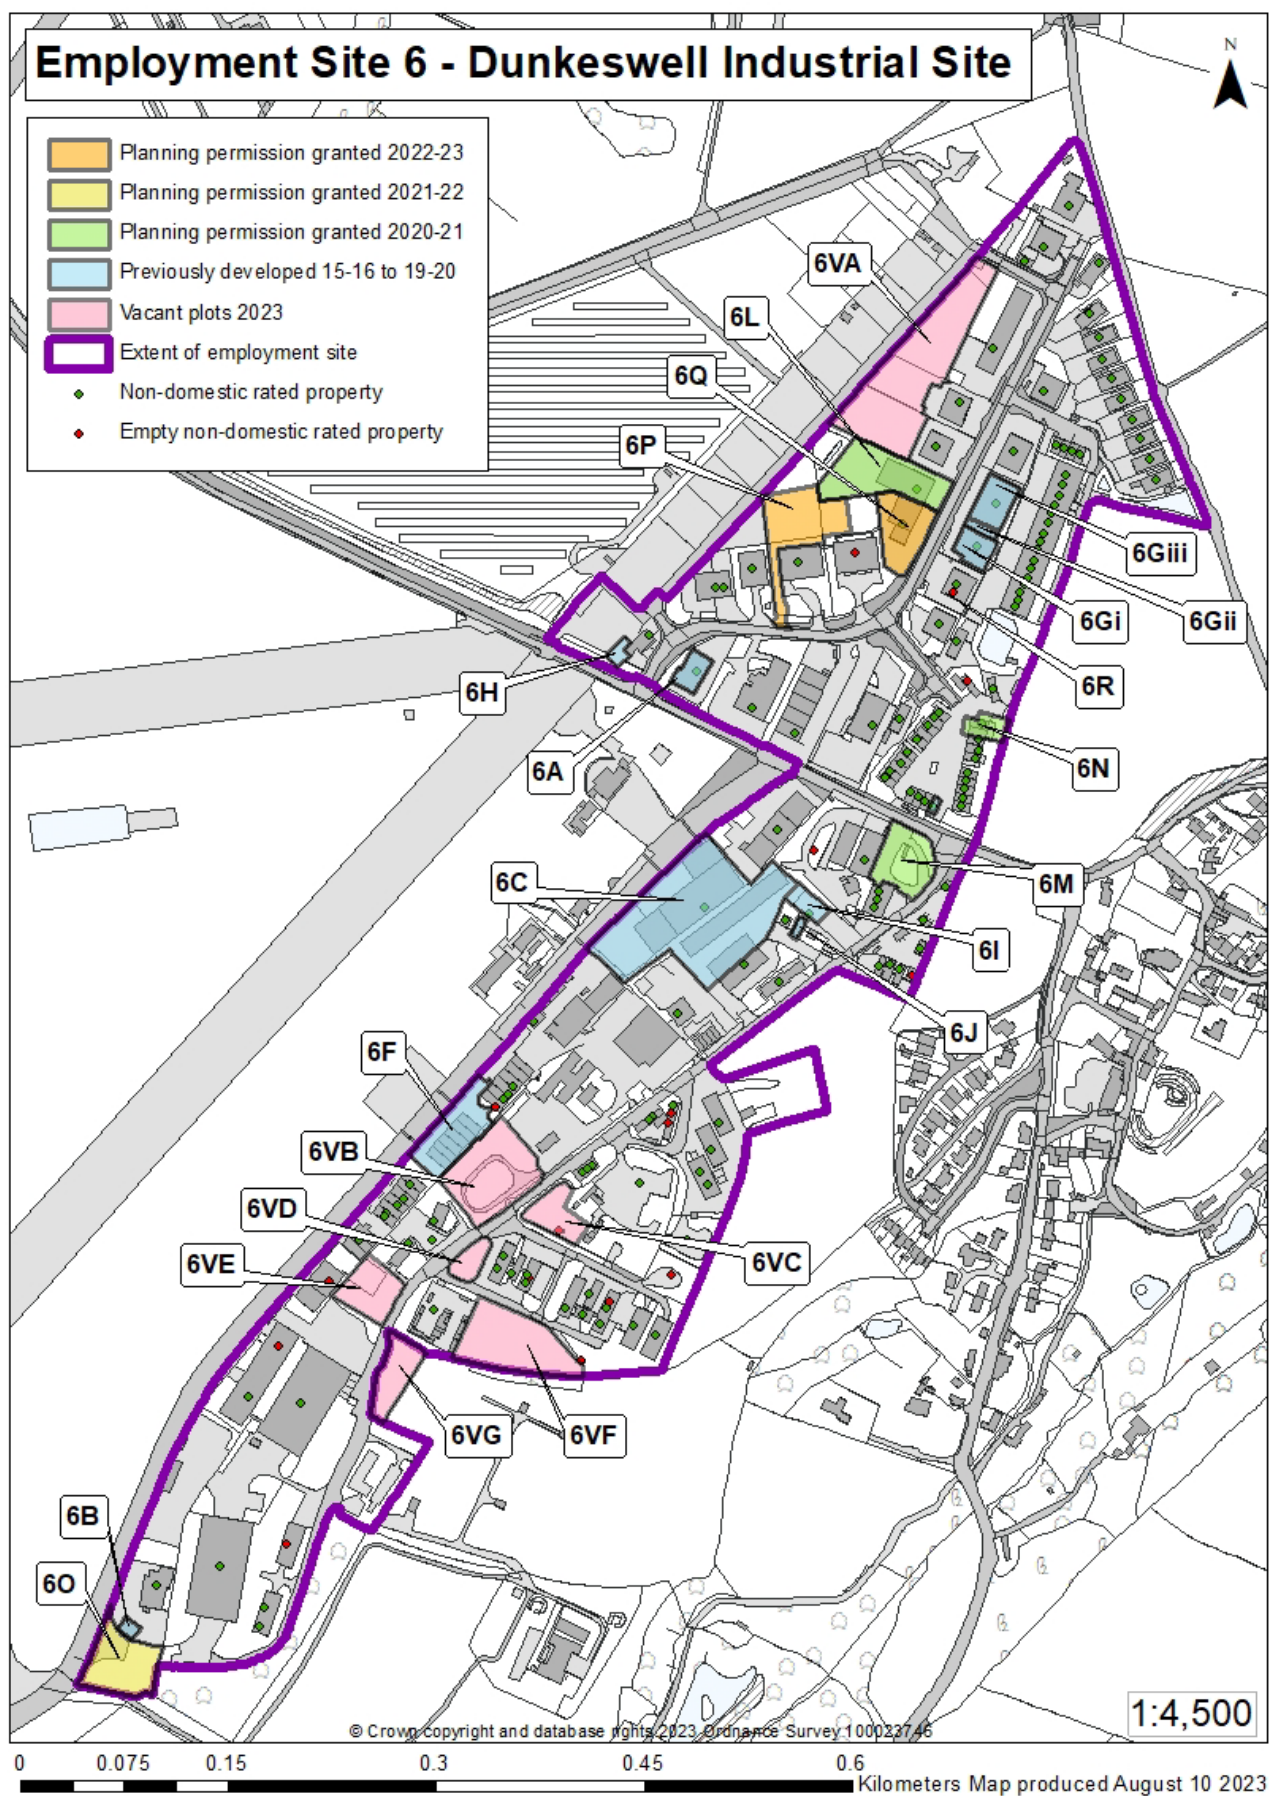 Employment Site 6 - Dunkeswell Industrial Site
N
Planning permission granted 2022-23
Planning permission granted 2021-22
Planning permission granted 2020-21
Previously developed 15-16 to 19-20
Vacant plots 2023
Extent of employment site
Non-domestic rated property
Empty non-domestic rated property
6VA
6L
6Q
6P
6Giii
6Gi
6Gii
6H
6R
6A
6N
6C
6M
6I
6J
6F
6VB
6VD
6VE
6VC
6VG
6VF
6B
6O
1:4,500
© Crown copyright and database rights 2023 Ordnance Survey 100023746
0 0.075 0.15 0.3 0.45 0.6
Kilometers Map produced August 10 2023